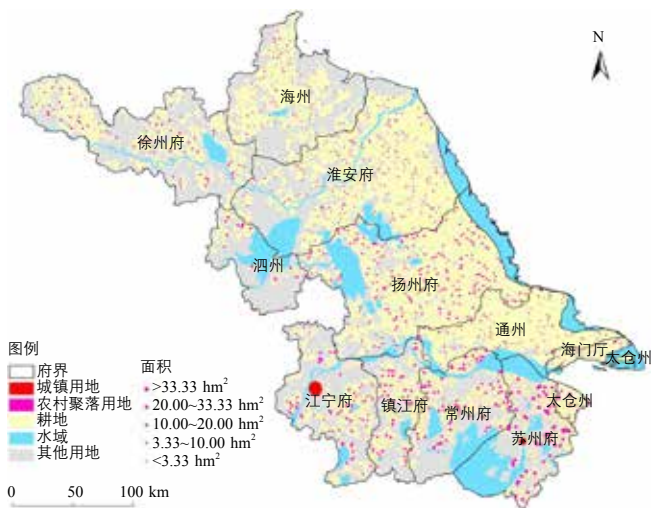 N
海州
徐州府
淮安府
泗州
扬州府
通州
海门厅
太仓州
江宁府
镇江府
常州府
太仓州
苏州府
图例
府界
城镇用地
农村聚落用地
耕地
水域
其他用地
面积
>33.33 hm²
20.00~33.33 hm²
10.00~20.00 hm²
3.33~10.00 hm²
<3.33 hm²
0 50 100 km